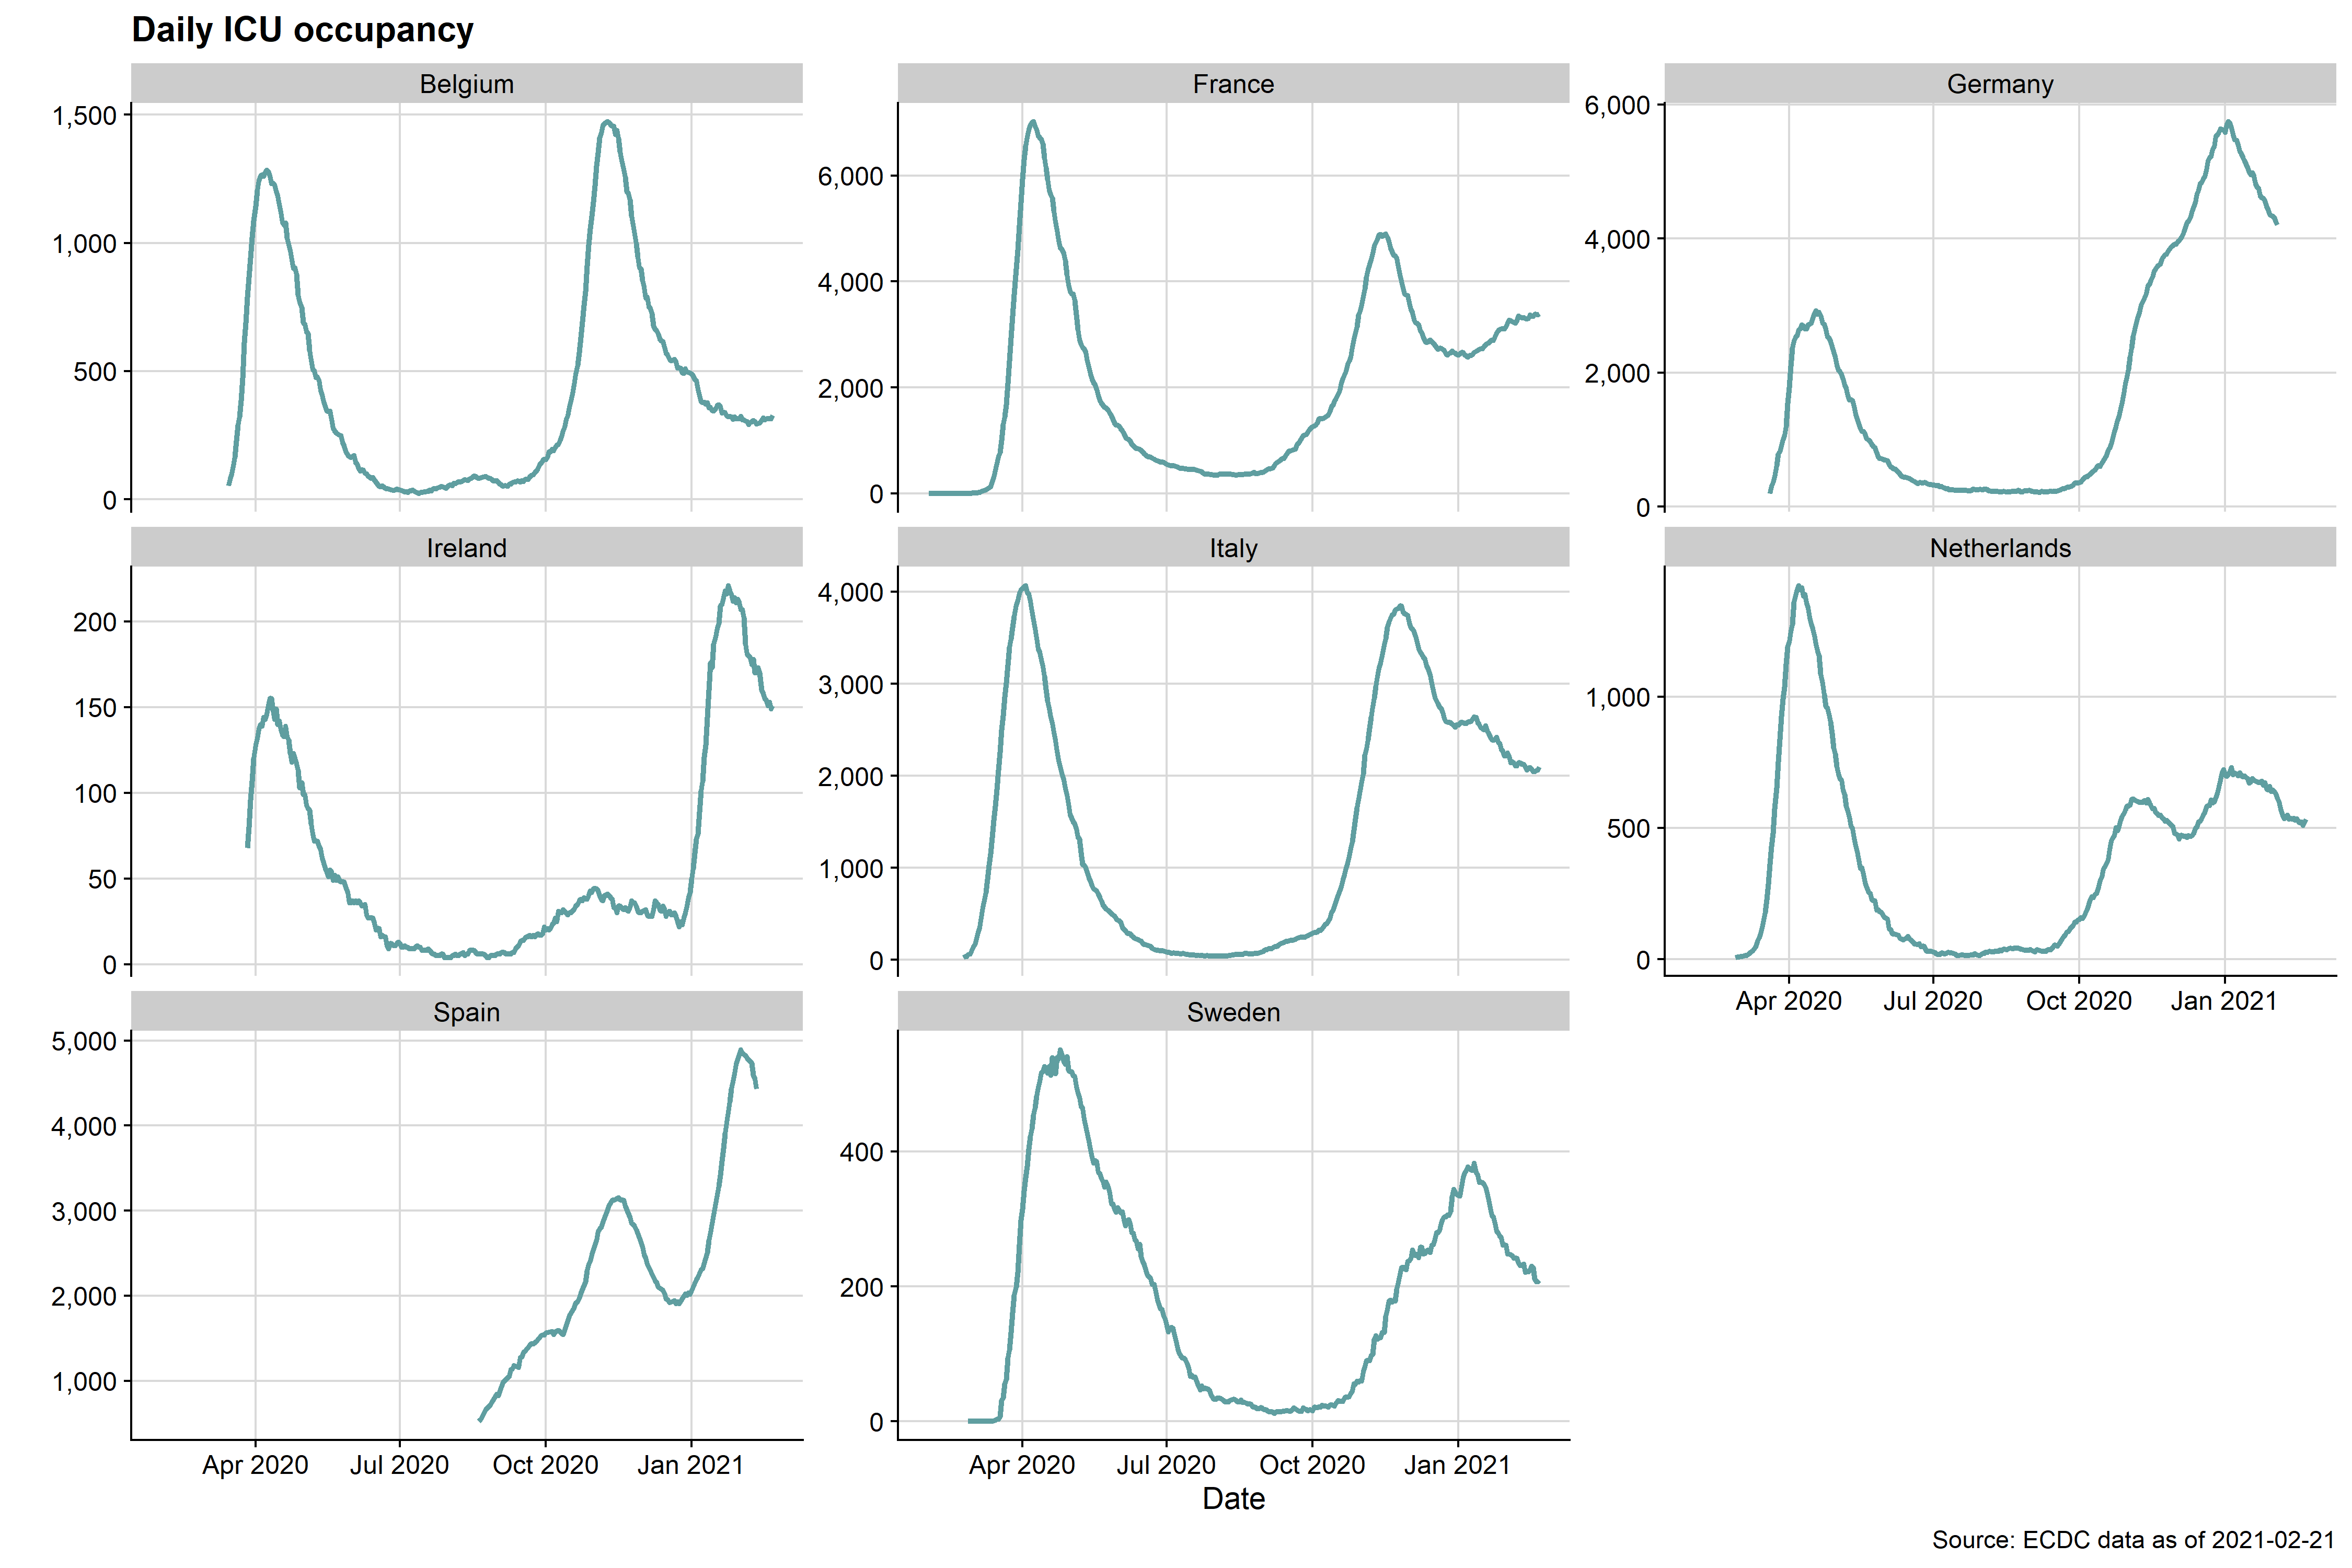 Daily ICU occupancy
Belgium
France
Germany
1,500
1,000
500
0
6,000
4,000
2,000
0
6,000
4,000
2,000
0
Ireland
Italy
Netherlands
200
150
100
50
0
4,000
3,000
2,000
1,000
0
1,000
500
0
Apr 2020 Jul 2020 Oct 2020 Jan 2021
Spain
Sweden
5,000
4,000
3,000
2,000
1,000
400
200
0
Apr 2020 Jul 2020 Oct 2020 Jan 2021
Apr 2020 Jul 2020 Oct 2020 Jan 2021
Date
Source: ECDC data as of 2021-02-21